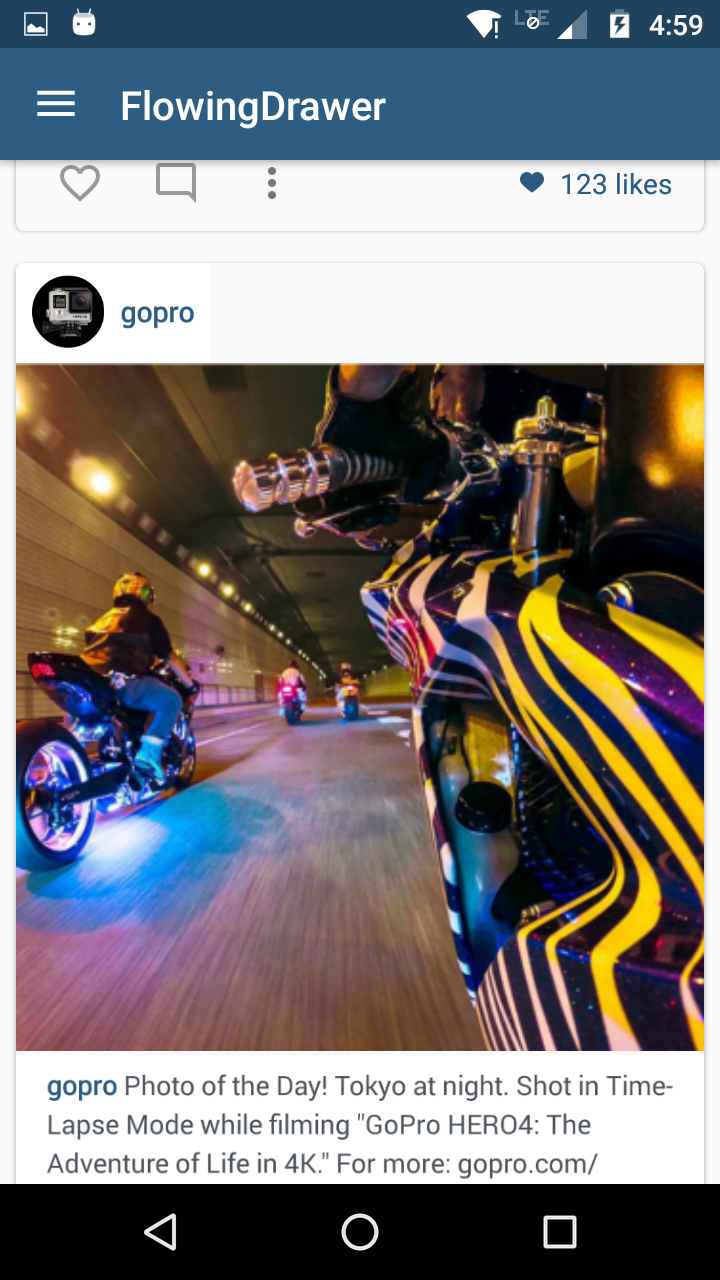 LTE 4:59
FlowingDrawer
123 likes
gopro
gopro Photo of the Day! Tokyo at night. Shot in Time-
Lapse Mode while filming "GoPro HERO4: The
Adventure of Life in 4K." For more: gopro.com/